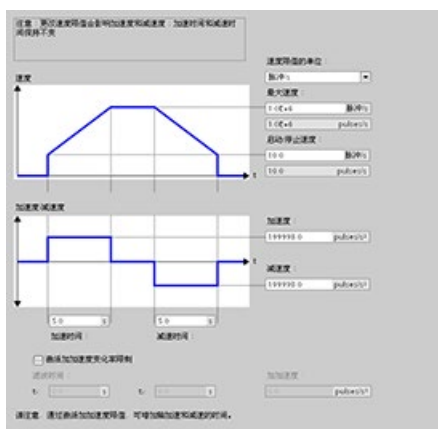 注意：更改速度限值会影响加速度和减速度；加速时间和减速时
间保持不变
速度限值的单位：
速度
脉冲/s
最大速度：
脉冲/s
pulses/s
启动/停止速度：
10.0 脉冲/s
10.0 pulses/s
t
加速度/减速度
加速度：
199998.0 pulses/s²
t
减速度：
199998.0 pulses/s²
5.0 s 5.0 s
加速时间： 减速时间：
激活加加速度变化率限制
滤波时间： 加加速度
t₁ s t₂ s pulses/s³
请注意：通过激活加加速度限值，可增加轴加速和减速的时间。